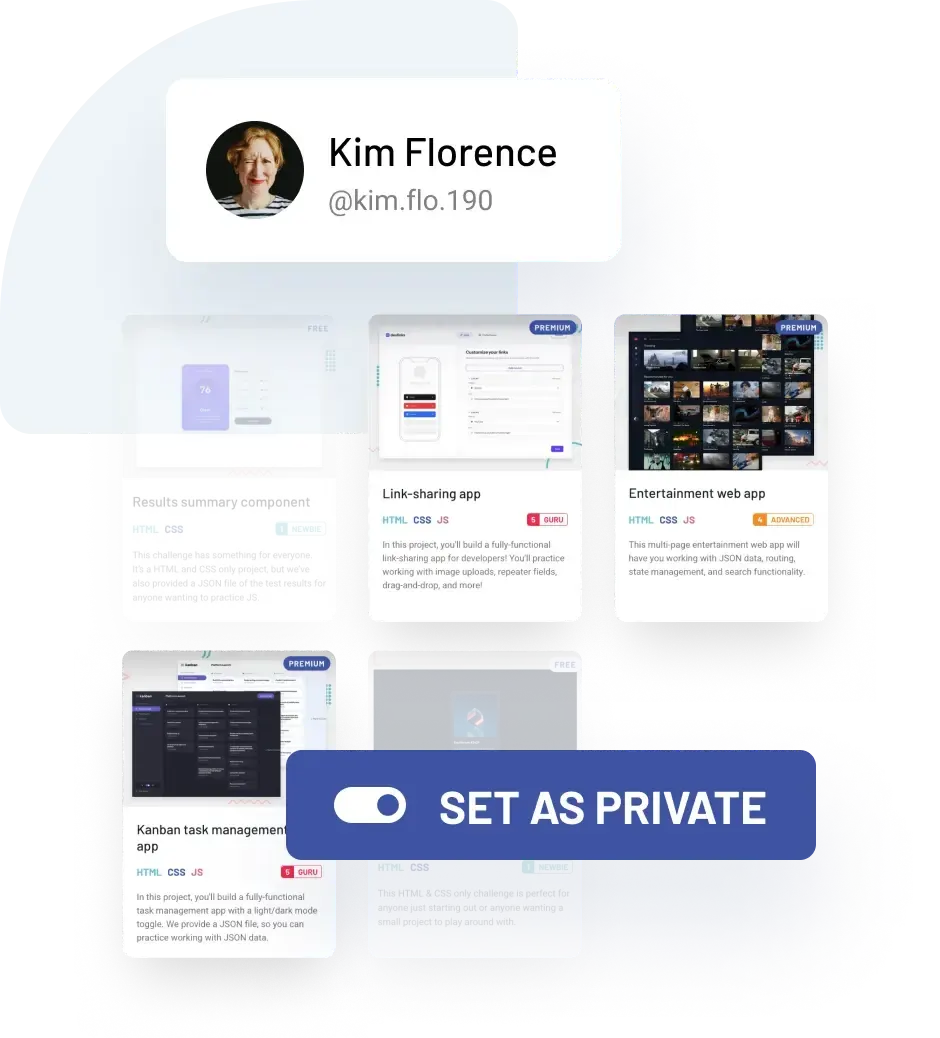 Kim Florence
@kim.flo.190
FREE
76
Results summary component
HTML CSS
1 NEWBIE
This challenge has something for everyone.
It's a HTML and CSS only project, but we've
also provided a JSON file of the test results for
anyone wanting to practice JS.
PREMIUM
Customize your links
Link-sharing app
HTML CSS JS
5 GURU
In this project, you'll build a fully-functional
link-sharing app for developers! You'll practice
working with image uploads, repeater fields,
drag-and-drop, and more!
PREMIUM
Entertainment web app
HTML CSS JS
4 ADVANCED
This multi-page entertainment web app will
have you working with JSON data, routing,
state management, and search functionality.
PREMIUM
kanban
kanban
Kanban task management
app
HTML CSS JS
5 GURU
In this project, you'll build a fully-functional
task management app with a light/dark mode
toggle. We provide a JSON file, so you can
practice working with JSON data.
FREE
SET AS PRIVATE
HTML CSS
1 NEWBIE
This HTML & CSS only challenge is perfect for
anyone just starting out or anyone wanting a
small project to play around with.